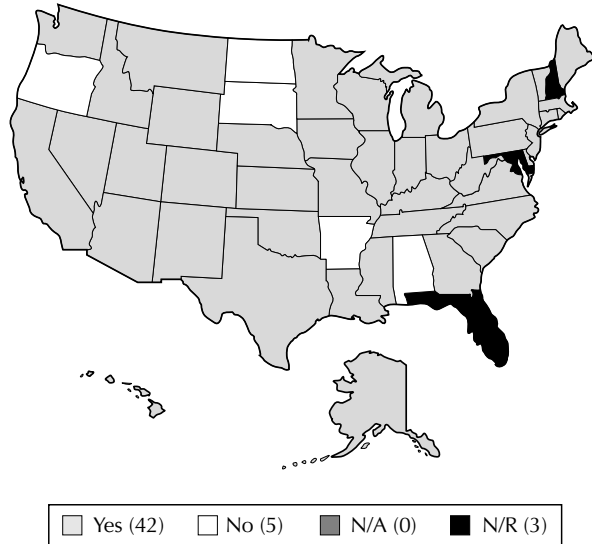 Yes (42) No (5) N/A (0) N/R (3)